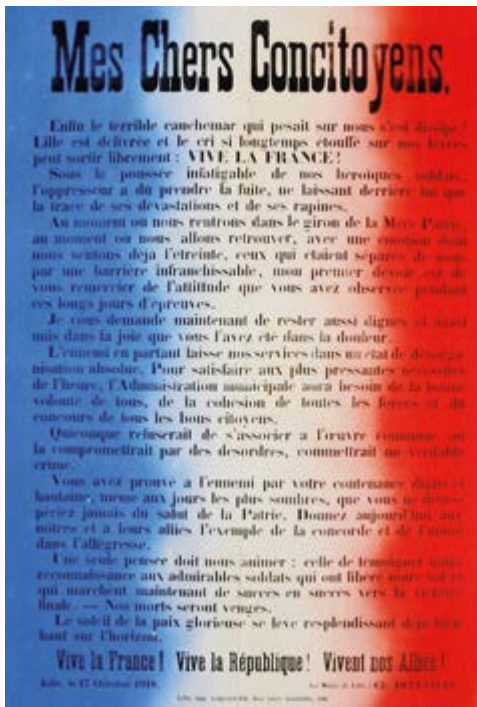 Mes Chers Concitoyens,
Enfin le terrible cauchemar qui pesait sur nous s'est dissipé !
Lille est délivrée et le cri si longtemps étouffé sur nos lèvres
peut sortir librement : VIVE LA FRANCE !
Sous la poussée infatigable de nos héroïques soldats,
l'oppresseur a dû prendre la fuite, ne laissant derrière lui que
la trace de ses dévastations et de ses rapines.
Au moment où nous rentrons dans le giron de la Mère Patrie,
au moment où nous allons retrouver, avec une émotion dont
nous sentons déjà l'étreinte, ceux qui étaient séparés de nous
par une barrière infranchissable, mon premier devoir est de
vous remercier de l'attitude que vous avez observée pendant
ces longs jours d'épreuves.
Je vous demande maintenant de rester aussi dignes et aussi
unis dans la joie que vous l'avez été dans la douleur.
L'ennemi en partant laisse nos services dans un état de désorga-
nisation absolue. Pour satisfaire aux plus pressantes nécessités
de l'heure, l'Administration municipale aura besoin de la bonne
volonté de tous, de la cohésion de toutes les forces et du
concours de tous les bons citoyens.
Quiconque refuserait de s'associer à l'œuvre commune ou
la compromettrait par des désordres, commettrait un véritable
crime.
Vous avez prouvé à l'ennemi par votre contenance digne et
hautaine, même aux jours les plus sombres, que vous ne déses-
périez jamais du salut de la Patrie. Donnez aujourd'hui aux
nôtres et à leurs alliés l'exemple de la concorde et de l'union
dans l'allégresse.
Une seule pensée doit nous animer : celle de témoigner notre
reconnaissance aux admirables soldats qui ont libéré notre sol et
qui marchent maintenant de succès en succès vers la victoire
finale. — Nos morts seront vengés.
Le soleil de la paix glorieuse se lève resplendissant déjà bien
haut sur l'horizon.
Vive la France ! Vive la République ! Vivent nos Alliés !
Lille, le 17 Octobre 1918. Le Maire de Lille : Ch. DELESALLE